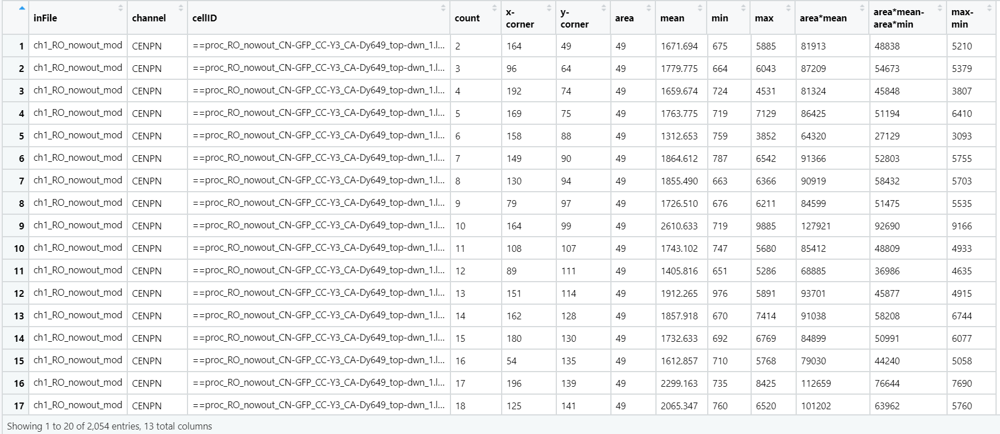 inFile channel cellID count x-corner y-corner area mean min max area*mean area*mean-area*min max-min
1 ch1_RO_nowout_mod CENPN ==proc_RO_nowout_CN-GFP_CC-Y3_CA-Dy649_top-dwn_1.l... 2 164 49 49 1671.694 675 5885 81913 48838 5210
2 ch1_RO_nowout_mod CENPN ==proc_RO_nowout_CN-GFP_CC-Y3_CA-Dy649_top-dwn_1.l... 3 96 64 49 1779.775 664 6043 87209 54673 5379
3 ch1_RO_nowout_mod CENPN ==proc_RO_nowout_CN-GFP_CC-Y3_CA-Dy649_top-dwn_1.l... 4 192 74 49 1659.674 724 4531 81324 45848 3807
4 ch1_RO_nowout_mod CENPN ==proc_RO_nowout_CN-GFP_CC-Y3_CA-Dy649_top-dwn_1.l... 5 169 75 49 1763.775 719 7129 86425 51194 6410
5 ch1_RO_nowout_mod CENPN ==proc_RO_nowout_CN-GFP_CC-Y3_CA-Dy649_top-dwn_1.l... 6 158 88 49 1312.653 759 3852 64320 27129 3093
6 ch1_RO_nowout_mod CENPN ==proc_RO_nowout_CN-GFP_CC-Y3_CA-Dy649_top-dwn_1.l... 7 149 90 49 1864.612 787 6542 91366 52803 5755
7 ch1_RO_nowout_mod CENPN ==proc_RO_nowout_CN-GFP_CC-Y3_CA-Dy649_top-dwn_1.l... 8 130 94 49 1855.490 663 6366 90919 58432 5703
8 ch1_RO_nowout_mod CENPN ==proc_RO_nowout_CN-GFP_CC-Y3_CA-Dy649_top-dwn_1.l... 9 79 97 49 1726.510 676 6211 84599 51475 5535
9 ch1_RO_nowout_mod CENPN ==proc_RO_nowout_CN-GFP_CC-Y3_CA-Dy649_top-dwn_1.l... 10 164 99 49 2610.633 719 9885 127921 92690 9166
10 ch1_RO_nowout_mod CENPN ==proc_RO_nowout_CN-GFP_CC-Y3_CA-Dy649_top-dwn_1.l... 11 108 107 49 1743.102 747 5680 85412 48809 4933
11 ch1_RO_nowout_mod CENPN ==proc_RO_nowout_CN-GFP_CC-Y3_CA-Dy649_top-dwn_1.l... 12 89 111 49 1405.816 651 5286 68885 36986 4635
12 ch1_RO_nowout_mod CENPN ==proc_RO_nowout_CN-GFP_CC-Y3_CA-Dy649_top-dwn_1.l... 13 151 114 49 1912.265 976 5891 93701 45877 4915
13 ch1_RO_nowout_mod CENPN ==proc_RO_nowout_CN-GFP_CC-Y3_CA-Dy649_top-dwn_1.l... 14 162 128 49 1857.918 670 7414 91038 58208 6744
14 ch1_RO_nowout_mod CENPN ==proc_RO_nowout_CN-GFP_CC-Y3_CA-Dy649_top-dwn_1.l... 15 180 130 49 1732.633 692 6769 84899 50991 6077
15 ch1_RO_nowout_mod CENPN ==proc_RO_nowout_CN-GFP_CC-Y3_CA-Dy649_top-dwn_1.l... 16 54 135 49 1612.857 710 5768 79030 44240 5058
16 ch1_RO_nowout_mod CENPN ==proc_RO_nowout_CN-GFP_CC-Y3_CA-Dy649_top-dwn_1.l... 17 196 139 49 2299.163 735 8425 112659 76644 7690
17 ch1_RO_nowout_mod CENPN ==proc_RO_nowout_CN-GFP_CC-Y3_CA-Dy649_top-dwn_1.l... 18 125 141 49 2065.347 760 6520 101202 63962 5760
Showing 1 to 20 of 2,054 entries, 13 total columns